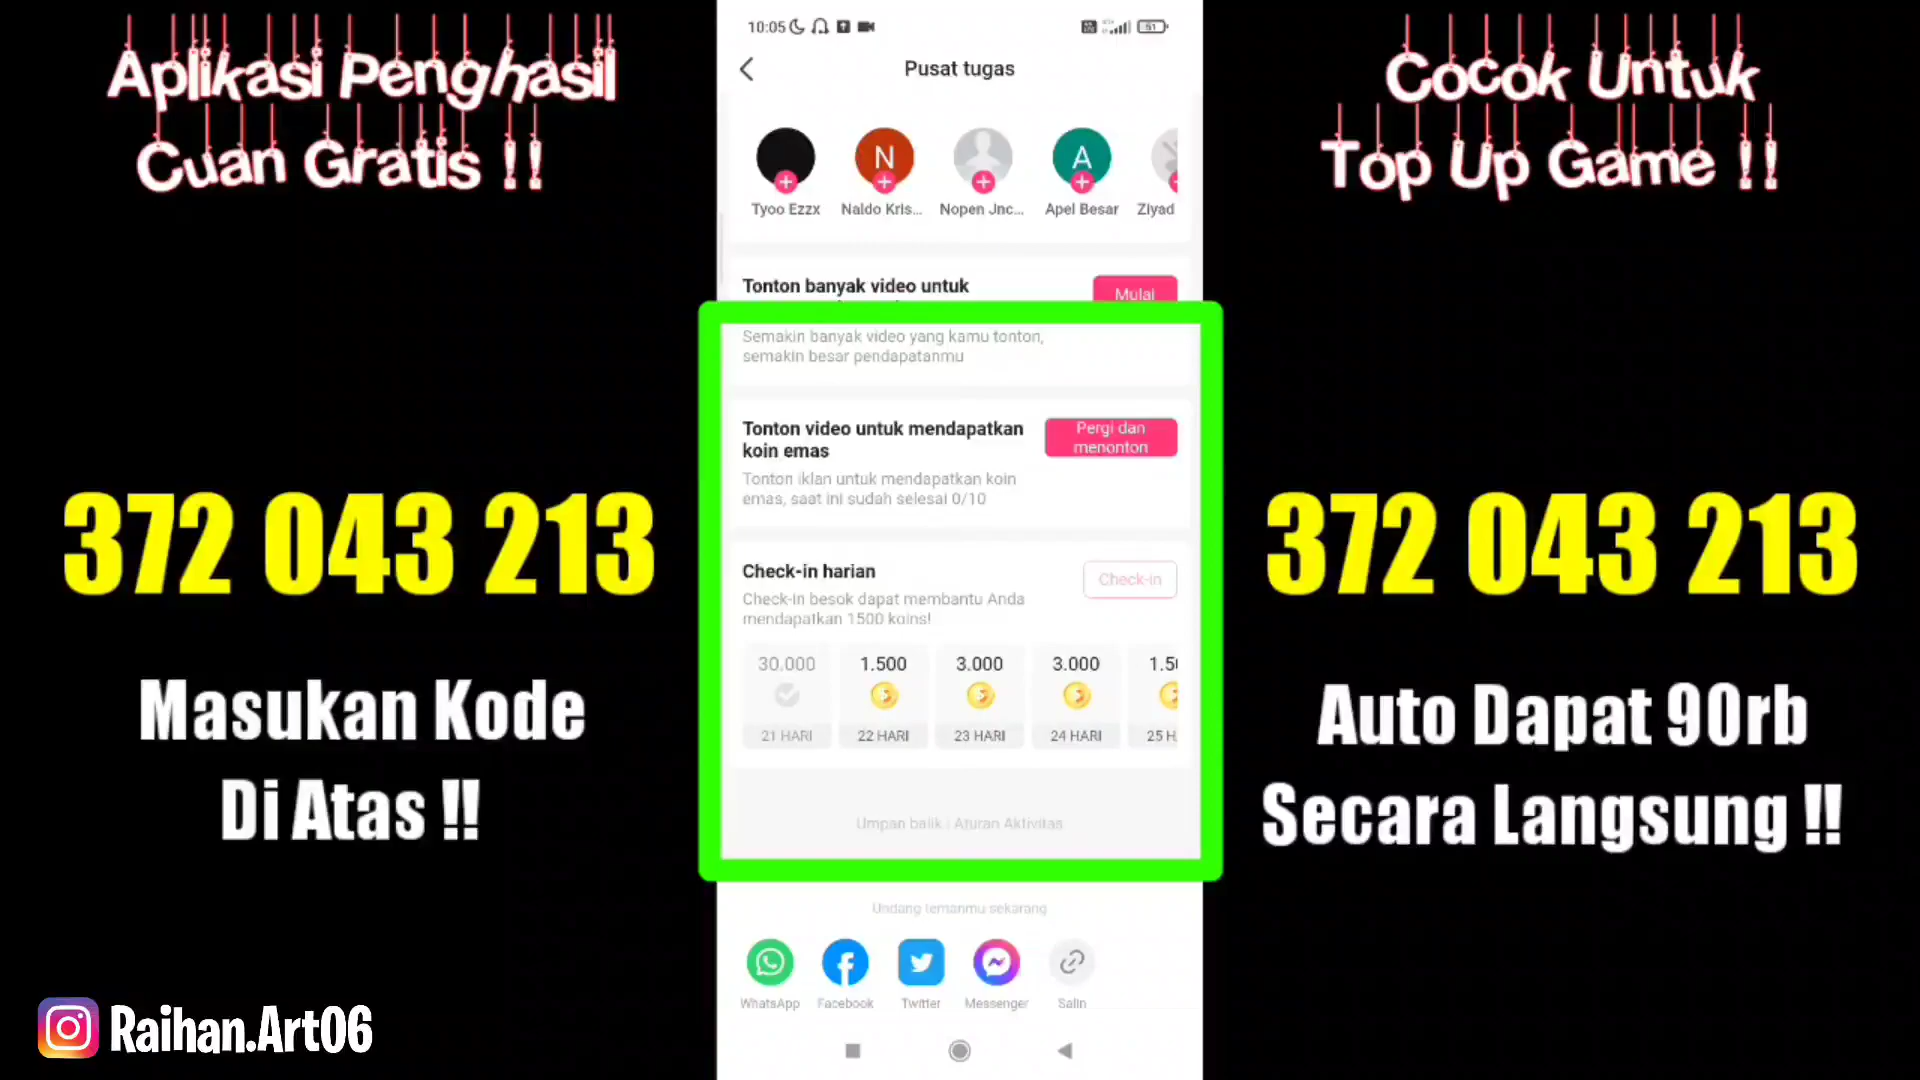 Aplikasi Penghasil
Cuan Gratis !!
372 043 213
Masukan Kode
Di Atas !!
Raihan.Art06
10:05
51
Pusat tugas
N
A
Tyoo Ezzx
Naldo Kris...
Nopen Jnc...
Apel Besar
Ziyad
Tonton banyak video untuk
Mulai
Semakin banyak video yang kamu tonton,
semakin besar pendapatanmu
Tonton video untuk mendapatkan
koin emas
Pergi dan
menonton
Tonton iklan untuk mendapatkan koin
emas, saat ini sudah selesai 0/10
Check-in harian
Check-in
Check-in besok dapat membantu Anda
mendapatkan 1500 koins!
30.000 1.500 3.000 3.000 1.5
21 HARI 22 HARI 23 HARI 24 HARI 25 H
Umpan balik | Aturan Aktivitas
Undang temanmu sekarang
WhatsApp Facebook Twitter Messenger Salin
Cocok Untuk
Top Up Game !!
372 043 213
Auto Dapat 90rb
Secara Langsung !!